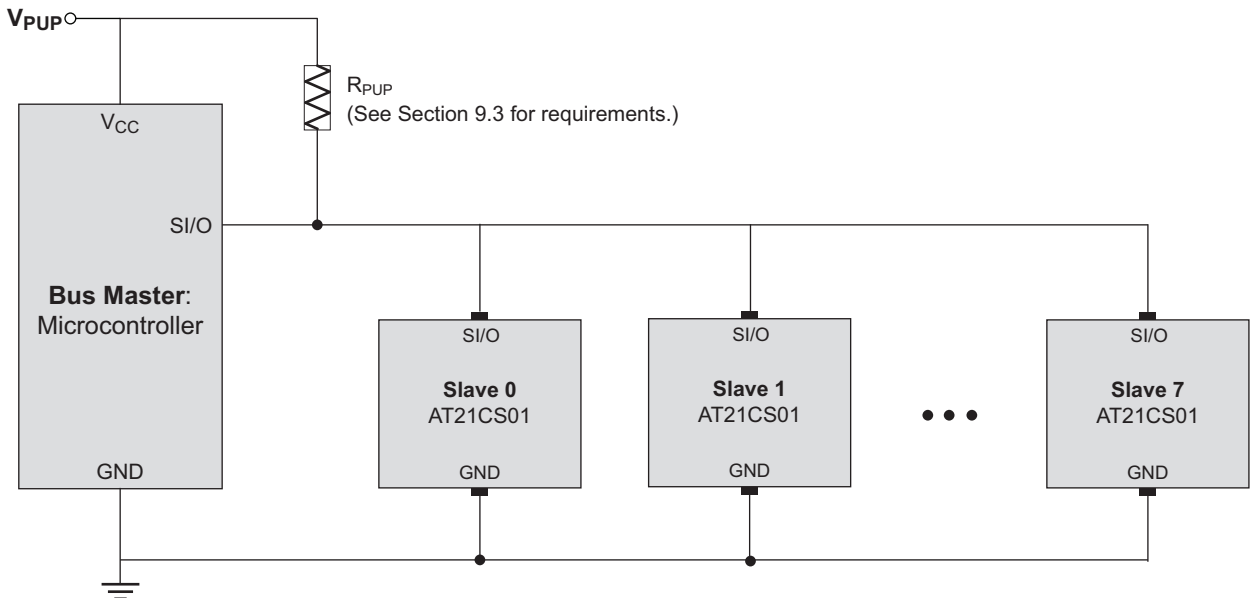 VPUP
RPUP
(See Section 9.3 for requirements.)
VCC
SI/O
Bus Master:
Microcontroller
GND
SI/O
Slave 0
AT21CS01
GND
SI/O
Slave 1
AT21CS01
GND
SI/O
Slave 7
AT21CS01
GND